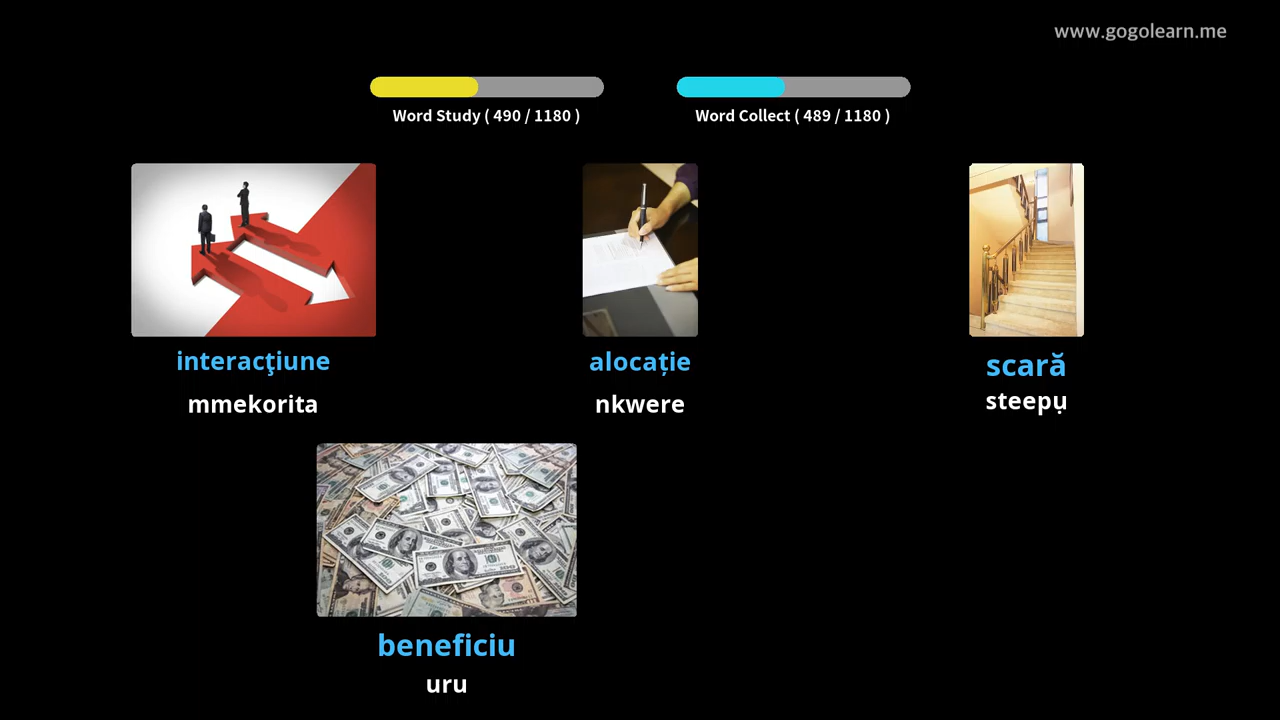 www.gogolearn.me
Word Study ( 490 / 1180 )
Word Collect ( 489 / 1180 )
interacţiune
alocație
scară
mmekorita
nkwere
steepụ
beneficiu
uru